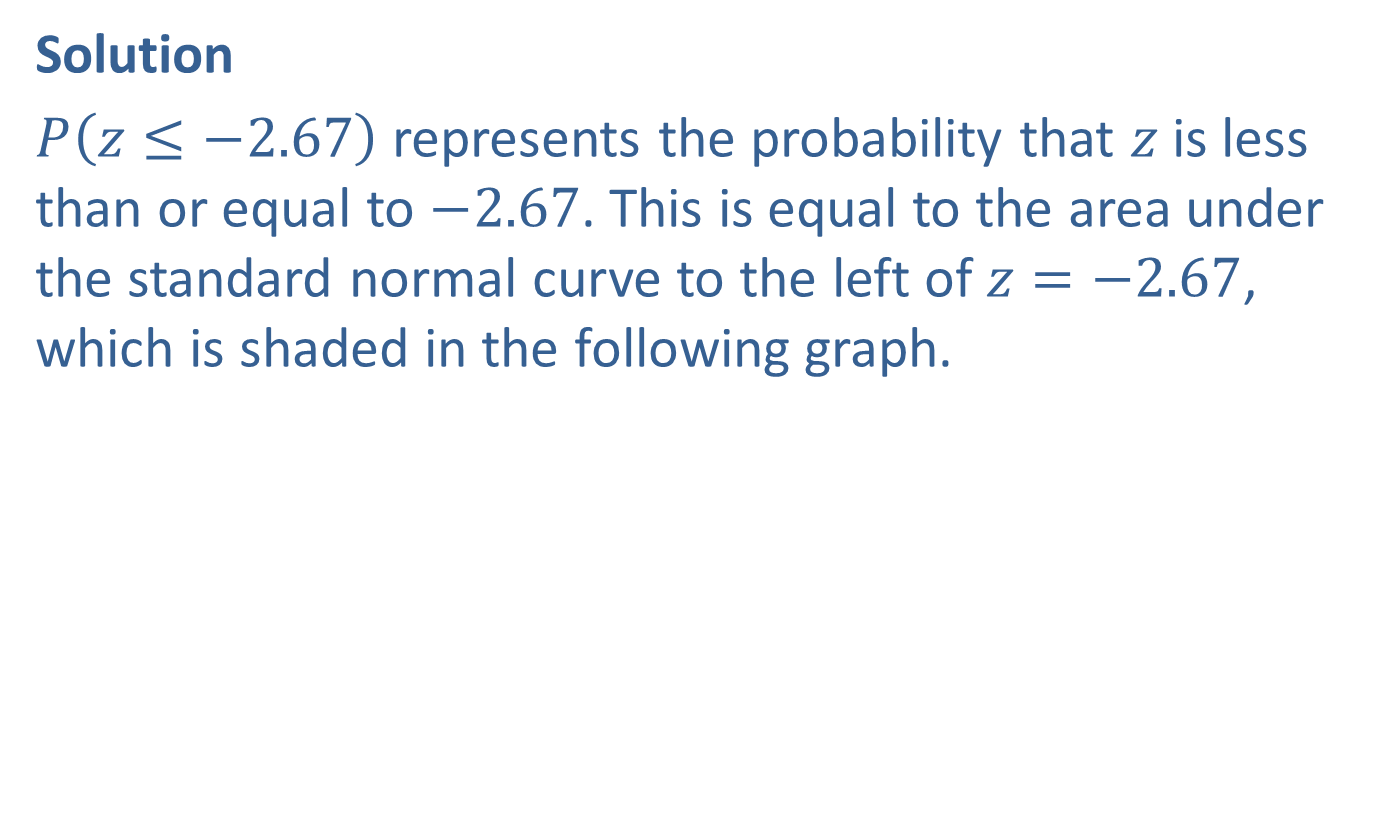 Solution
P(z ≤ −2.67) represents the probability that z is less
than or equal to −2.67. This is equal to the area under
the standard normal curve to the left of z = −2.67,
which is shaded in the following graph.